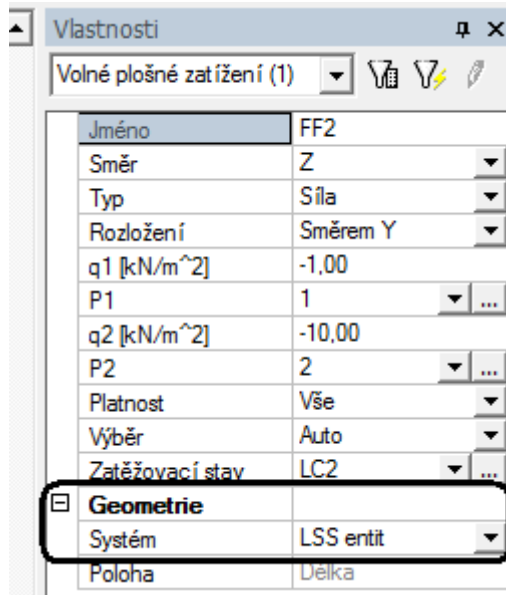 Vlastnosti
Volné plošné zatížení (1)
Jméno FF2
Směr Z
Typ Síla
Rozložení Směrem Y
q1 [kN/m^2] -1,00
P1 1 ...
q2 [kN/m^2] -10,00
P2 2 ...
Platnost Vše
Výběr Auto
Zatěžovací stav LC2 ...
Geometrie
Systém LSS entit
Poloha Délka